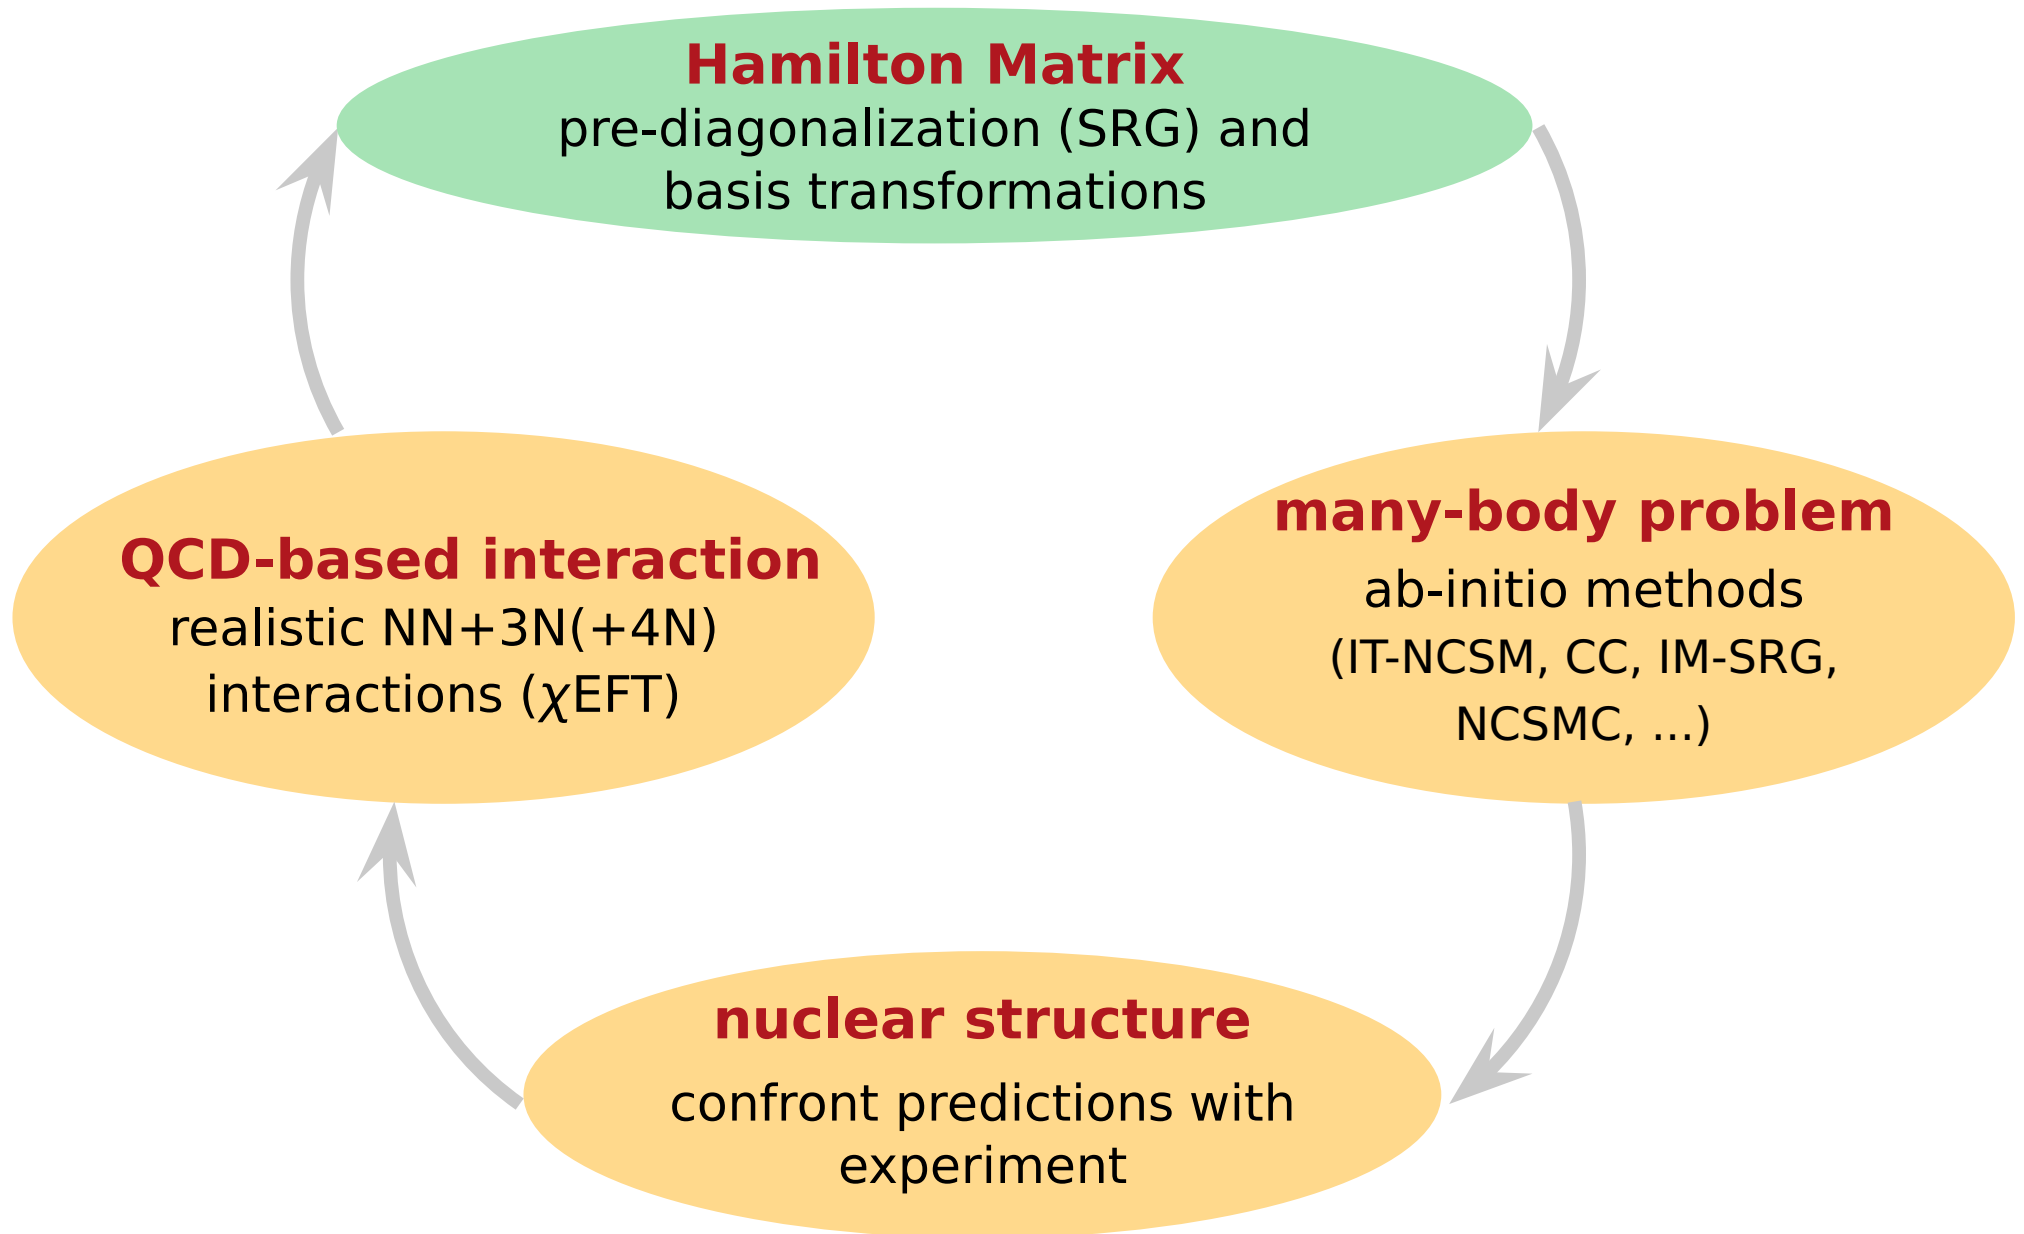 Hamilton Matrix
pre-diagonalization (SRG) and
basis transformations
QCD-based interaction
realistic NN+3N(+4N)
interactions (χEFT)
many-body problem
ab-initio methods
(IT-NCSM, CC, IM-SRG,
NCSMC, ...)
nuclear structure
confront predictions with
experiment